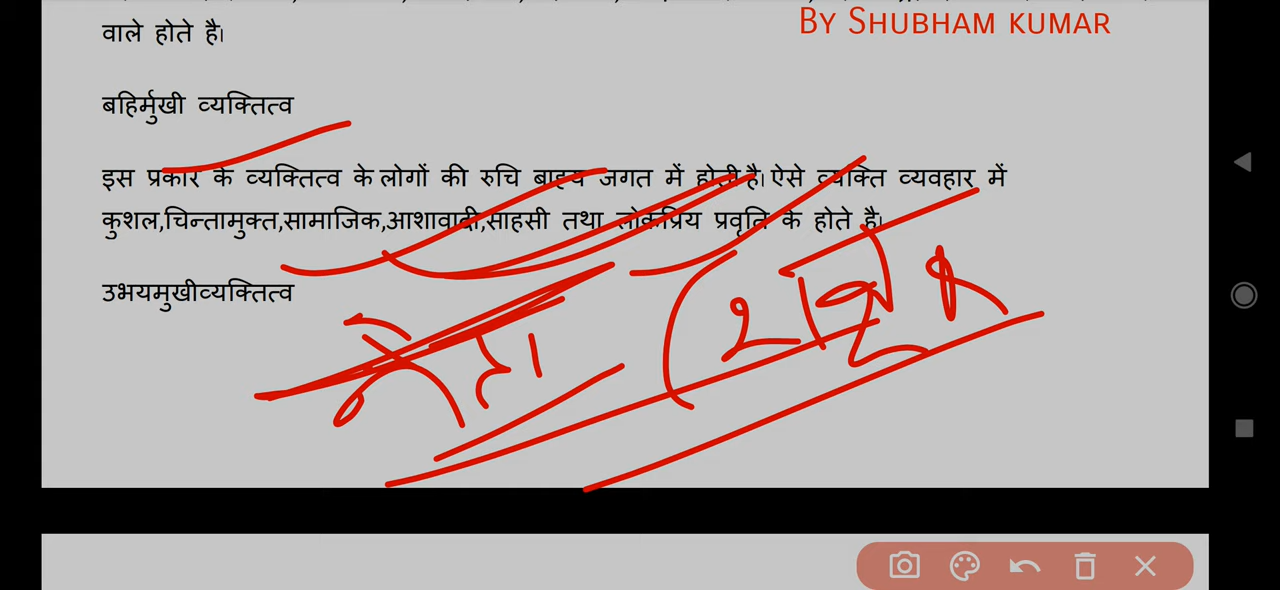 वाले होते है।
By Shubham kumar
बहिर्मुखी व्यक्तित्व
इस प्रकार के व्यक्तित्व के लोगों की रुचि बाह्य जगत में होती है। ऐसे व्यक्ति व्यवहार में
कुशल,चिन्तामुक्त,सामाजिक,आशावादी,साहसी तथा लोकप्रिय प्रवृति के होते है।
उभयमुखीव्यक्तित्व